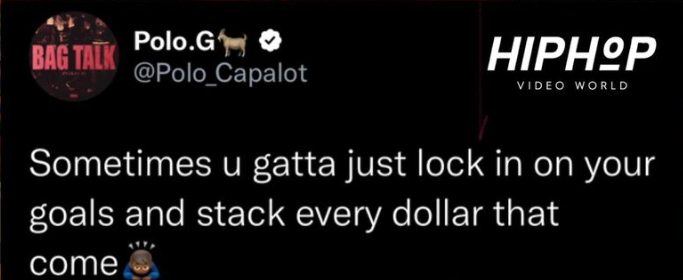 BAG TALK
Polo.G🐐
@Polo_Capalot
HIPHOP
VIDEO WORLD
Sometimes u gatta just lock in on your
goals and stack every dollar that
come🙇🏾‍♂️